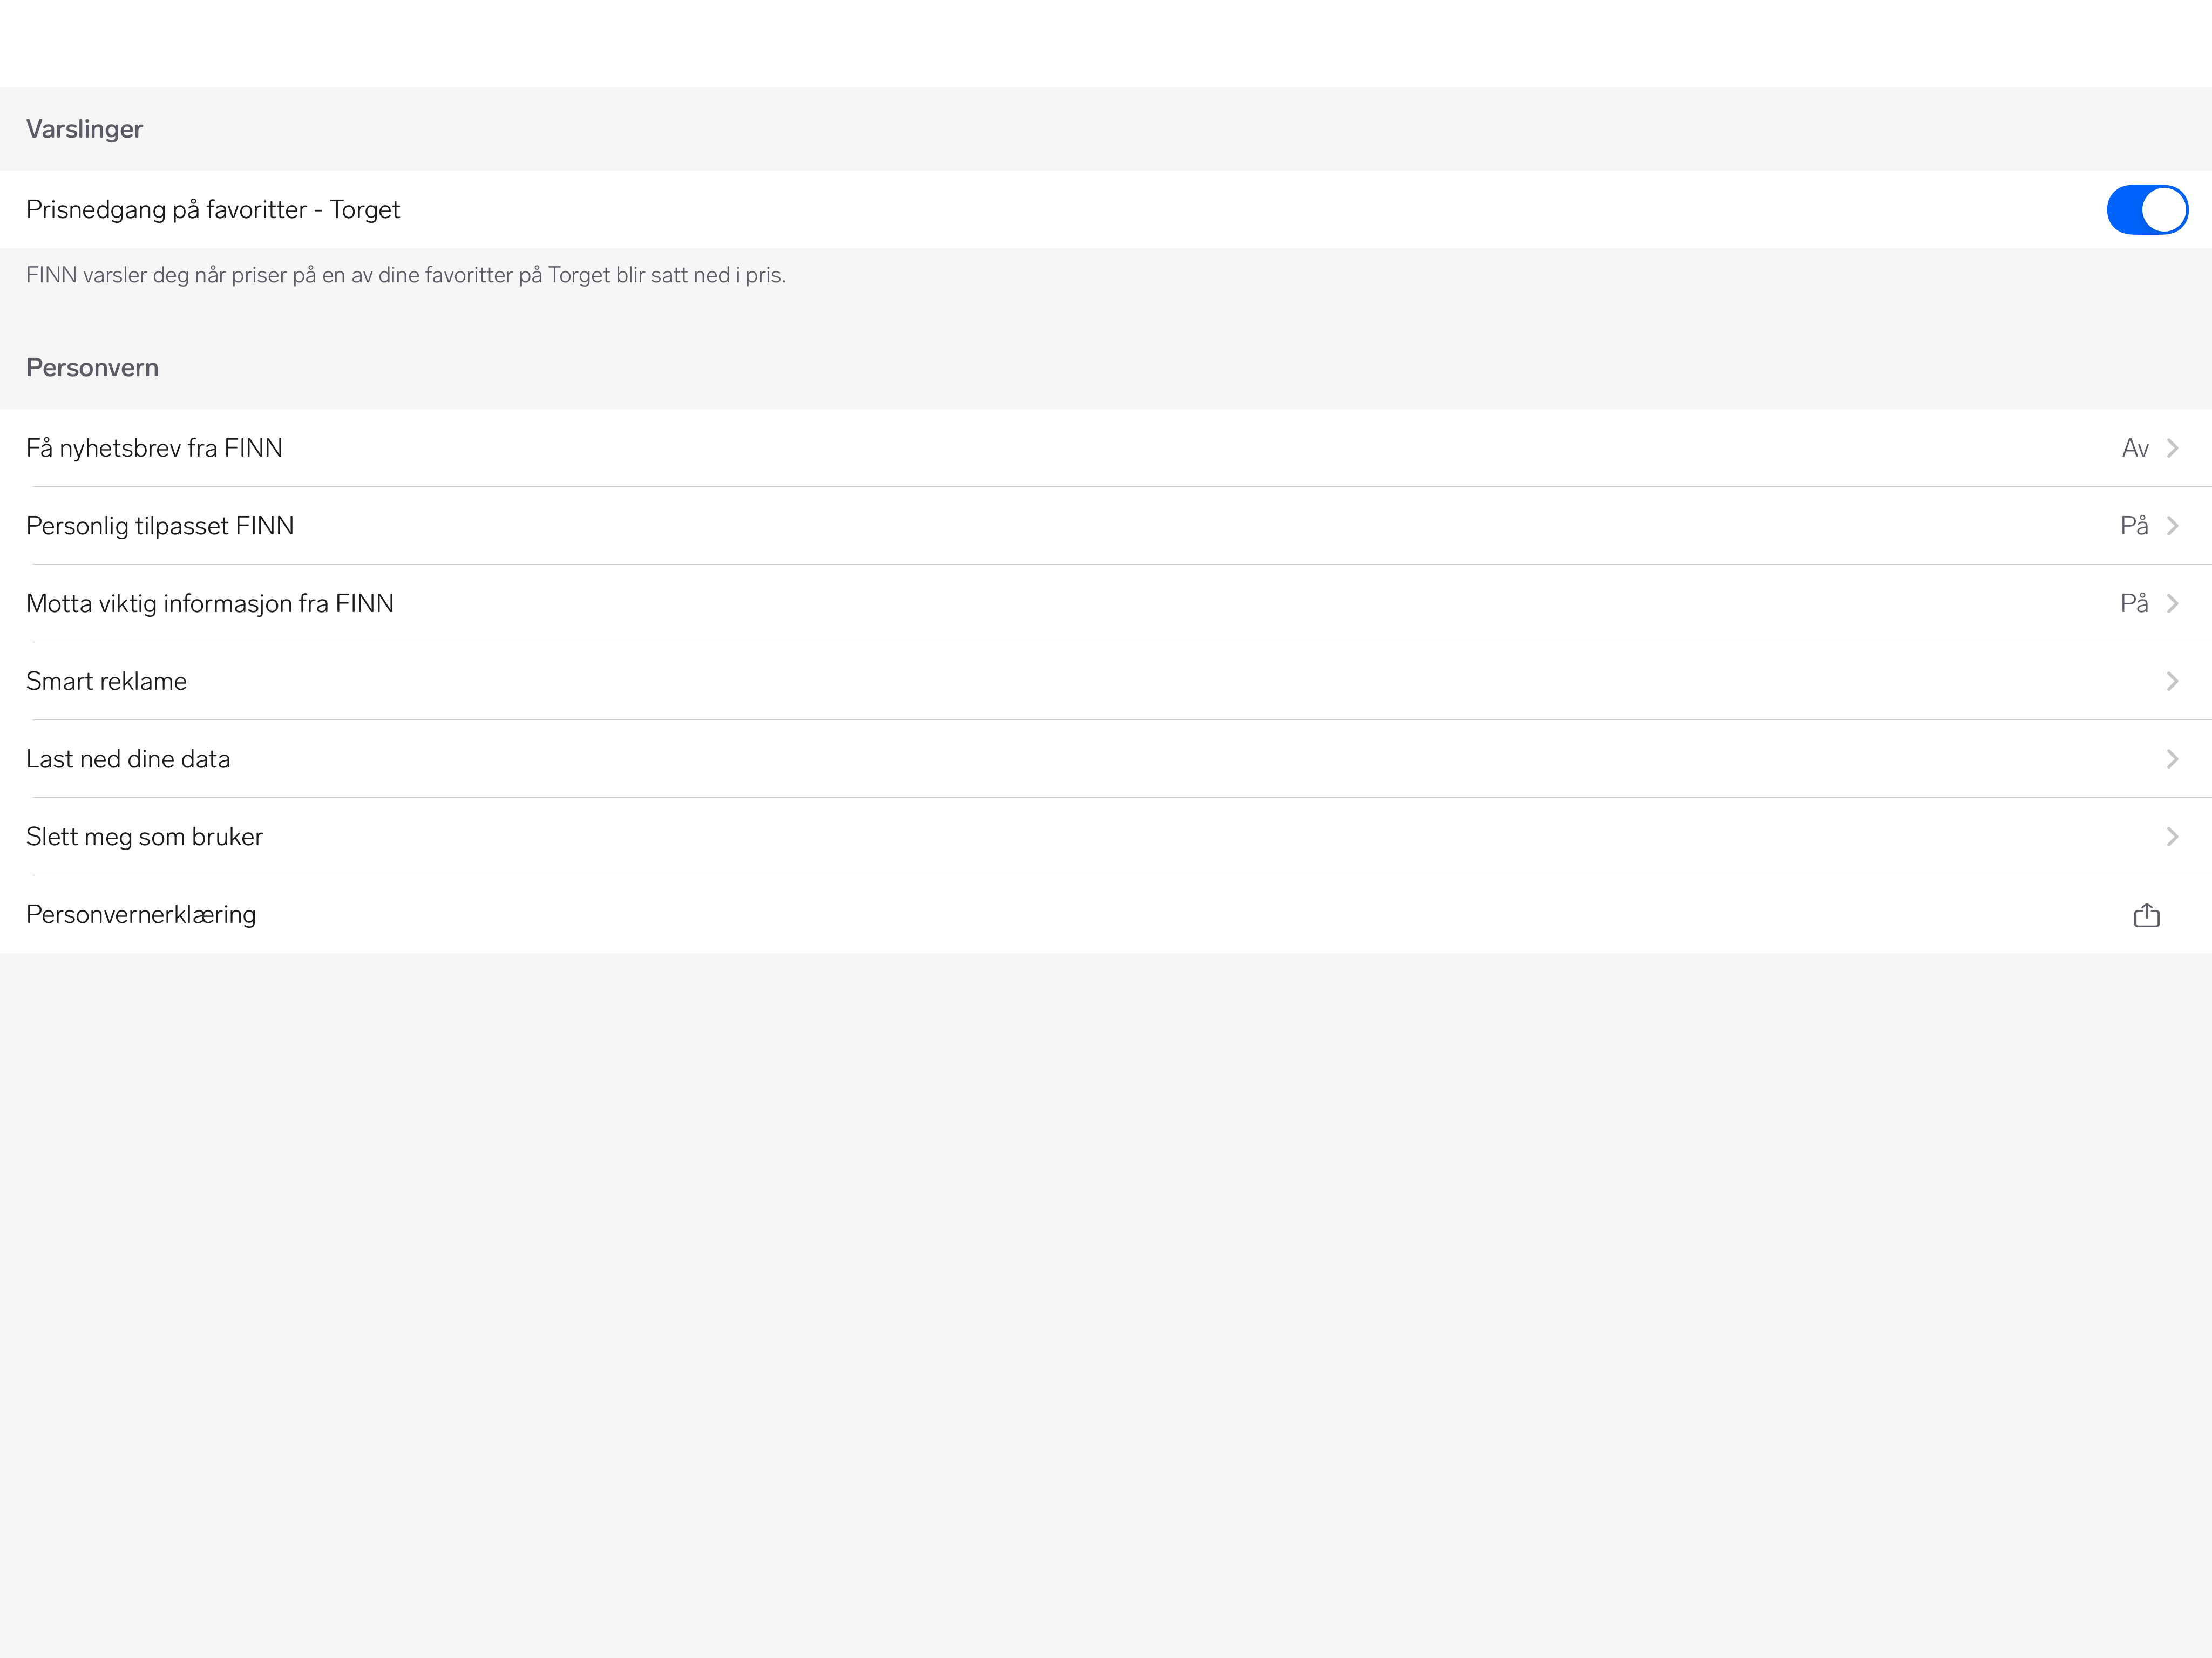 Varslinger
Prisnedgang på favoritter - Torget
FINN varsler deg når priser på en av dine favoritter på Torget blir satt ned i pris.
Personvern
Få nyhetsbrev fra FINN Av
Personlig tilpasset FINN På
Motta viktig informasjon fra FINN På
Smart reklame
Last ned dine data
Slett meg som bruker
Personvernerklæring